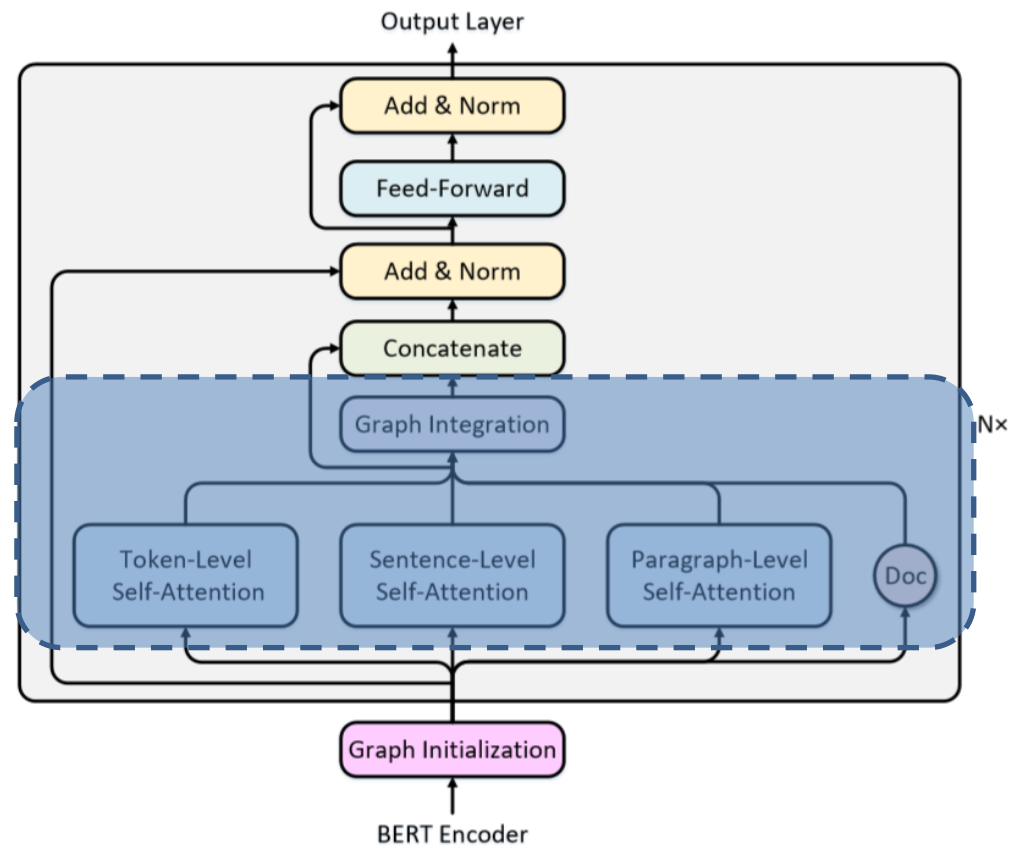 Output Layer
Add & Norm
Feed-Forward
Add & Norm
Concatenate
Graph Integration
N×
Token-Level
Self-Attention
Sentence-Level
Self-Attention
Paragraph-Level
Self-Attention
Doc
Graph Initialization
BERT Encoder